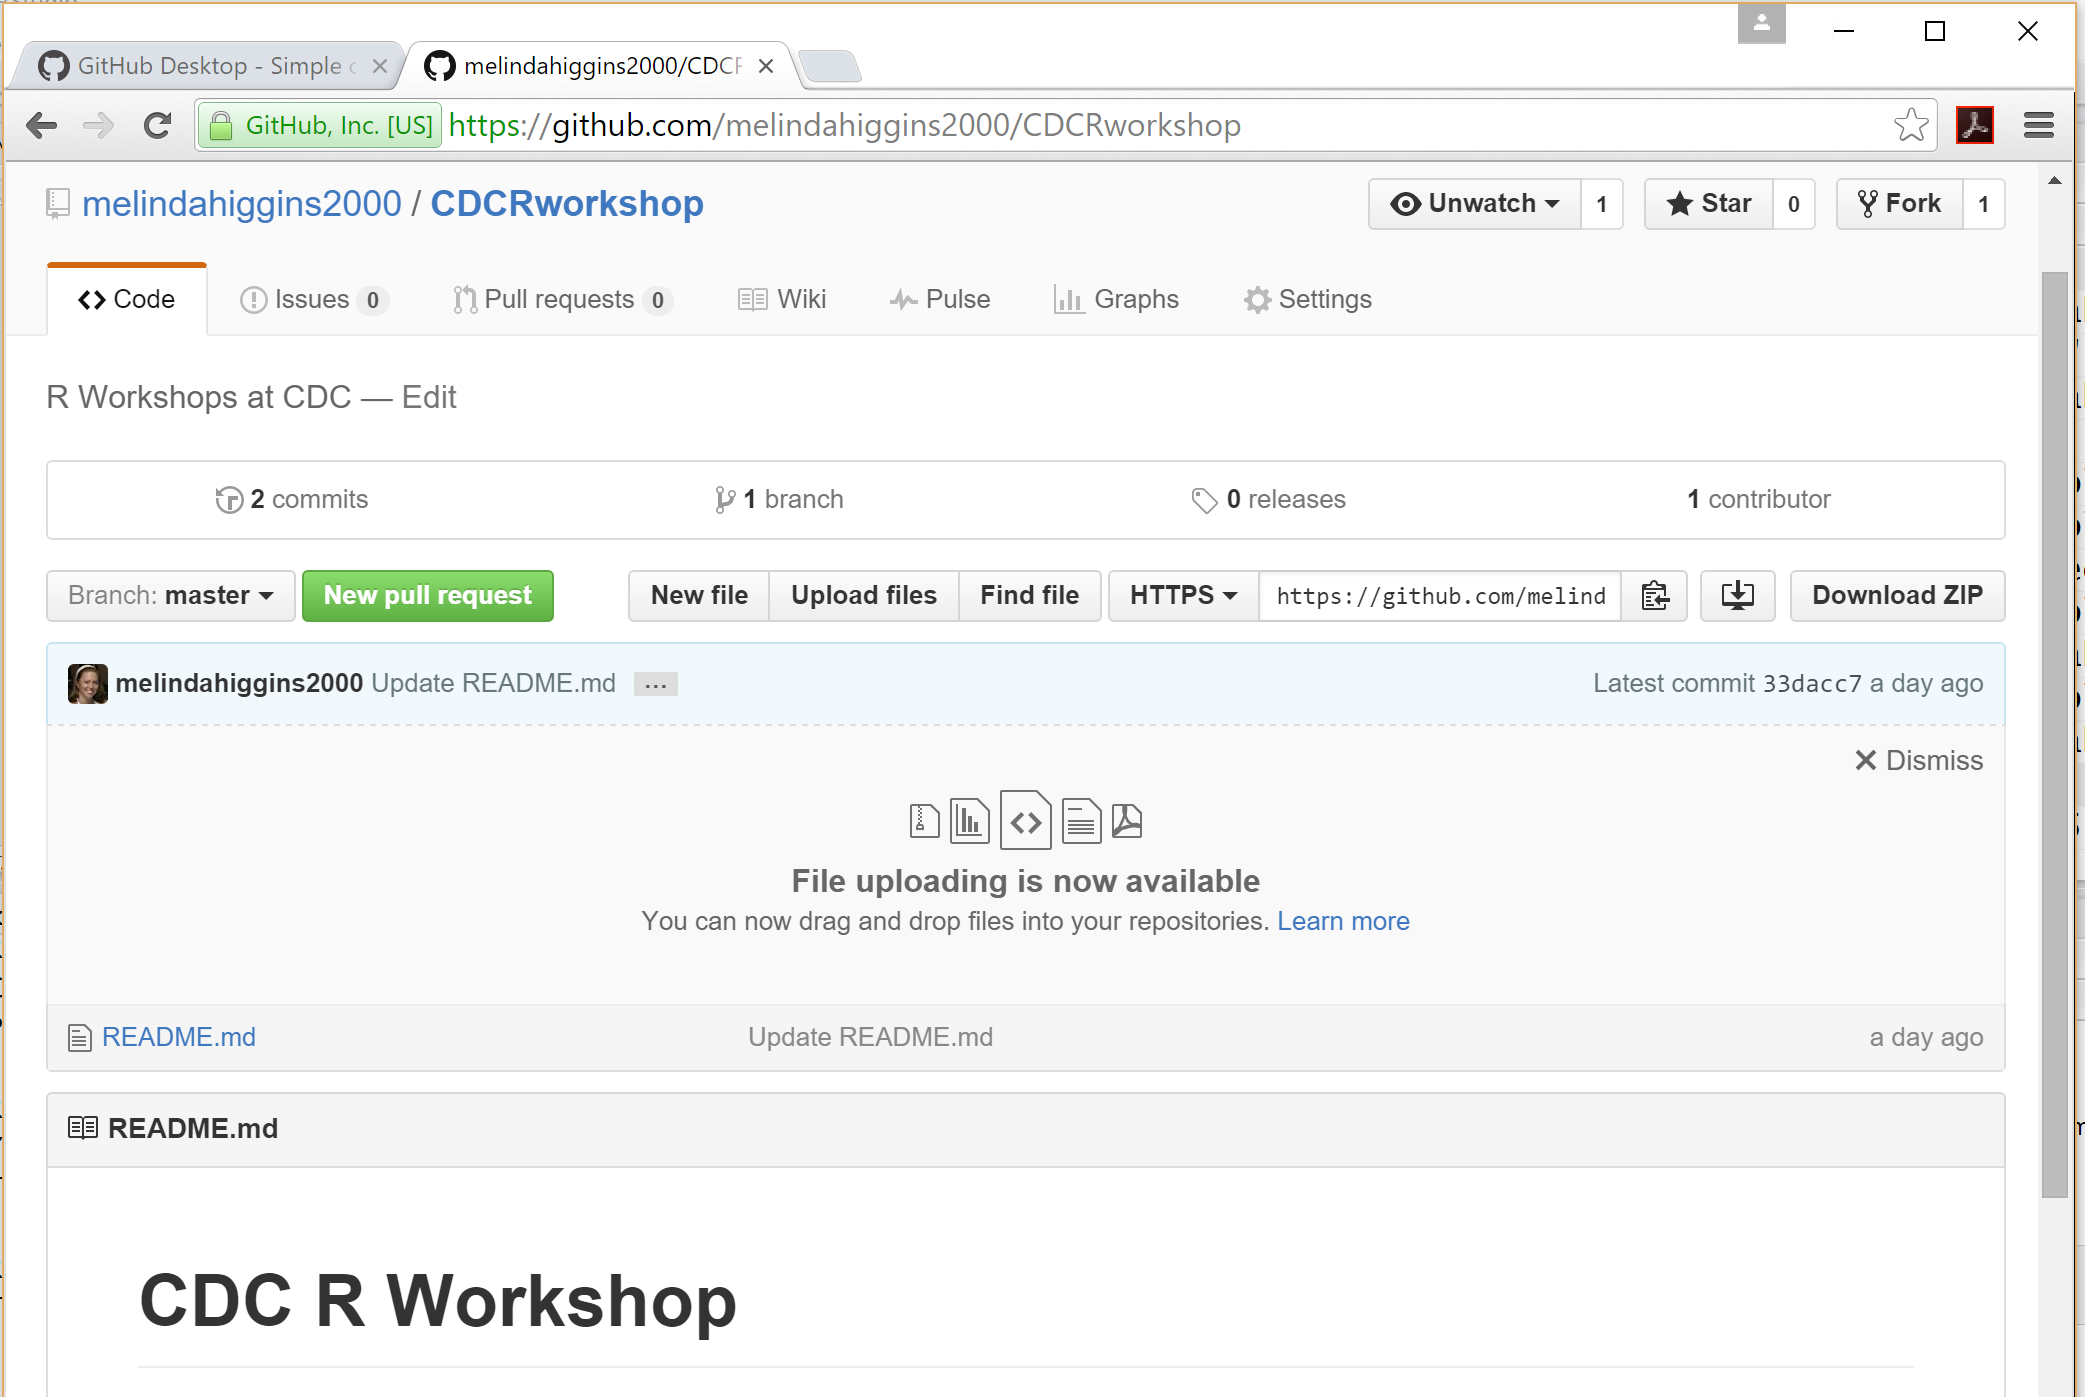 GitHub Desktop - Simple
melindahiggins2000/CDCR
GitHub, Inc. [US] https://github.com/melindahiggins2000/CDCRworkshop
melindahiggins2000 / CDCRworkshop
Unwatch 1 Star 0 Fork 1
Code Issues 0 Pull requests 0 Wiki Pulse Graphs Settings
R Workshops at CDC — Edit
2 commits 1 branch 0 releases 1 contributor
Branch: master New pull request New file Upload files Find file HTTPS https://github.com/melind Download ZIP
melindahiggins2000 Update README.md ... Latest commit 33dacc7 a day ago
Dismiss
File uploading is now available
You can now drag and drop files into your repositories. Learn more
README.md Update README.md a day ago
README.md
CDC R Workshop